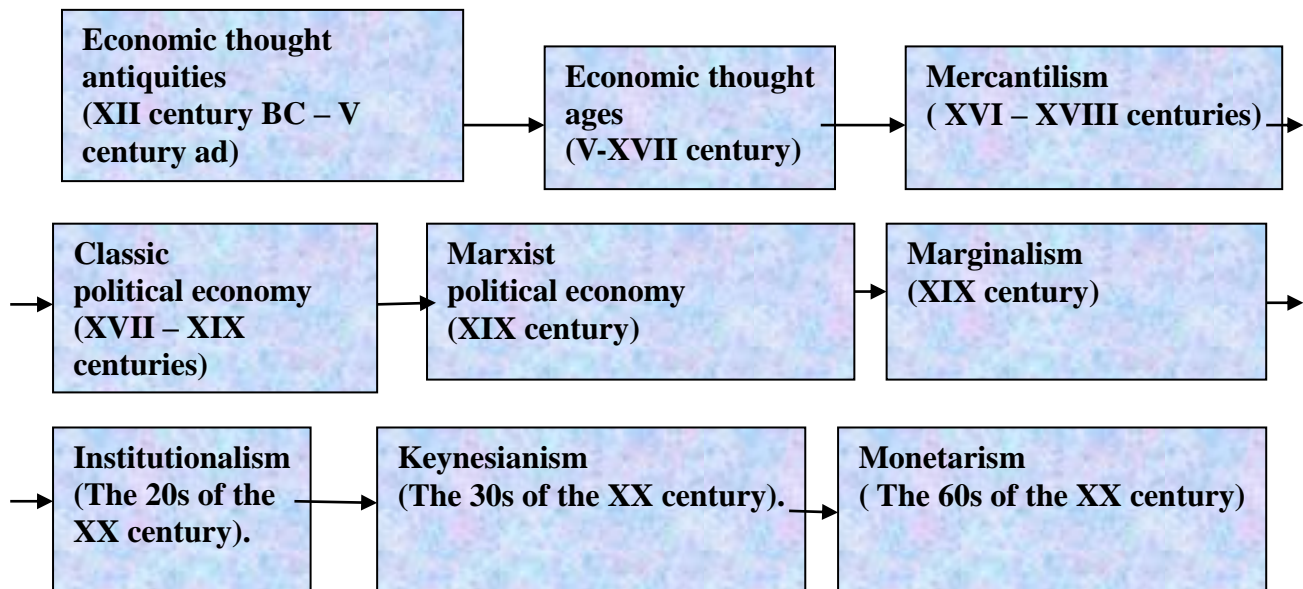 Economic thought
antiquities
(XII century BC – V
century ad)
Economic thought
ages
(V-XVII century)
Mercantilism
( XVI – XVIII centuries)
Classic
political economy
(XVII – XIX
centuries)
Marxist
political economy
(XIX century)
Marginalism
(XIX century)
Institutionalism
(The 20s of the
XX century).
Keynesianism
(The 30s of the XX century).
Monetarism
( The 60s of the XX century)